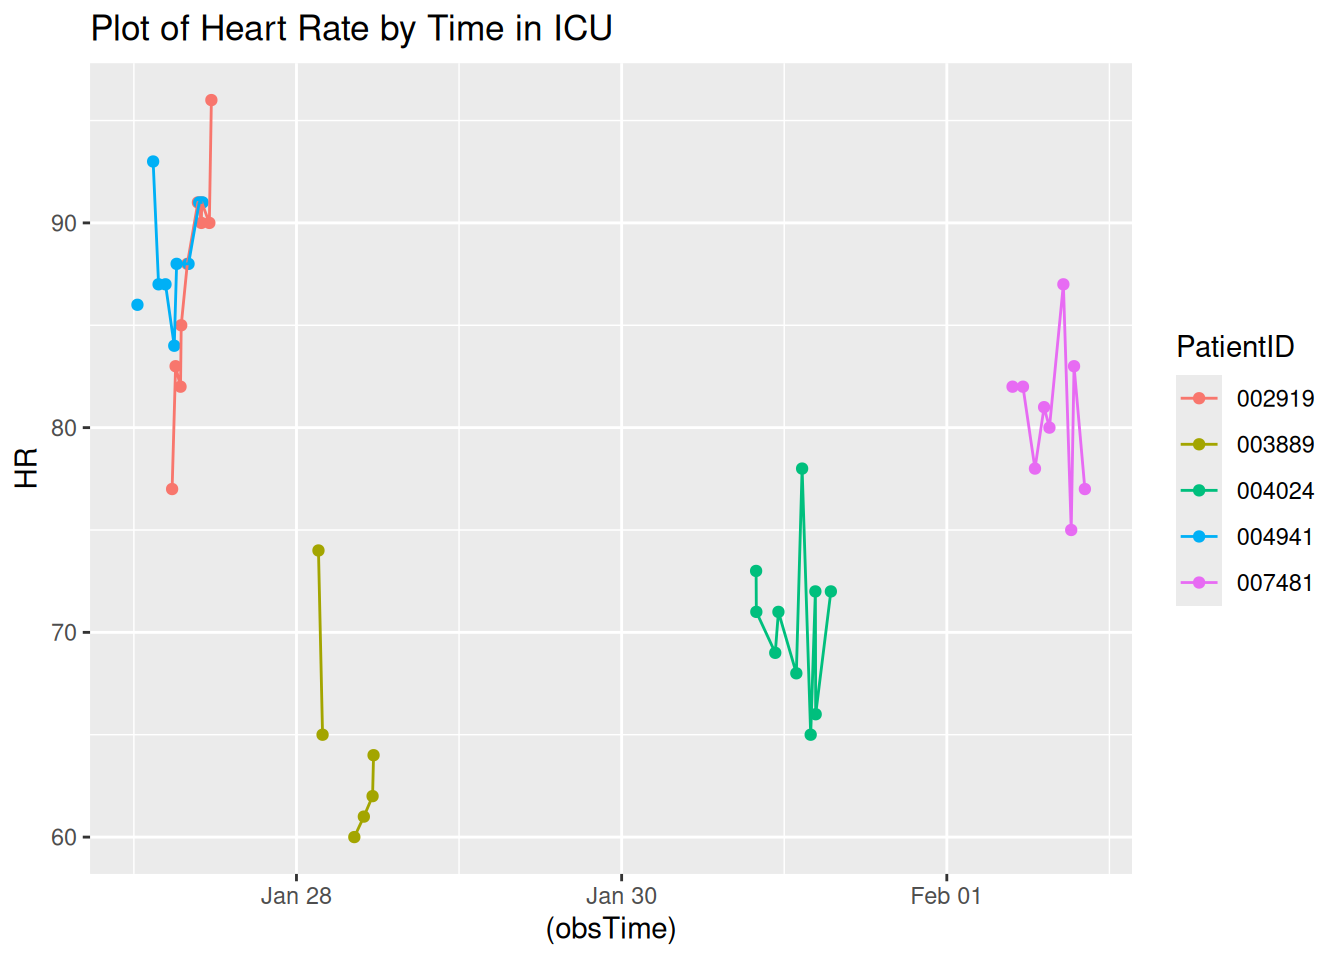 Plot of Heart Rate by Time in ICU
HR
90
80
70
60
Jan 28 Jan 30 Feb 01
(obsTime)
PatientID
002919
003889
004024
004941
007481